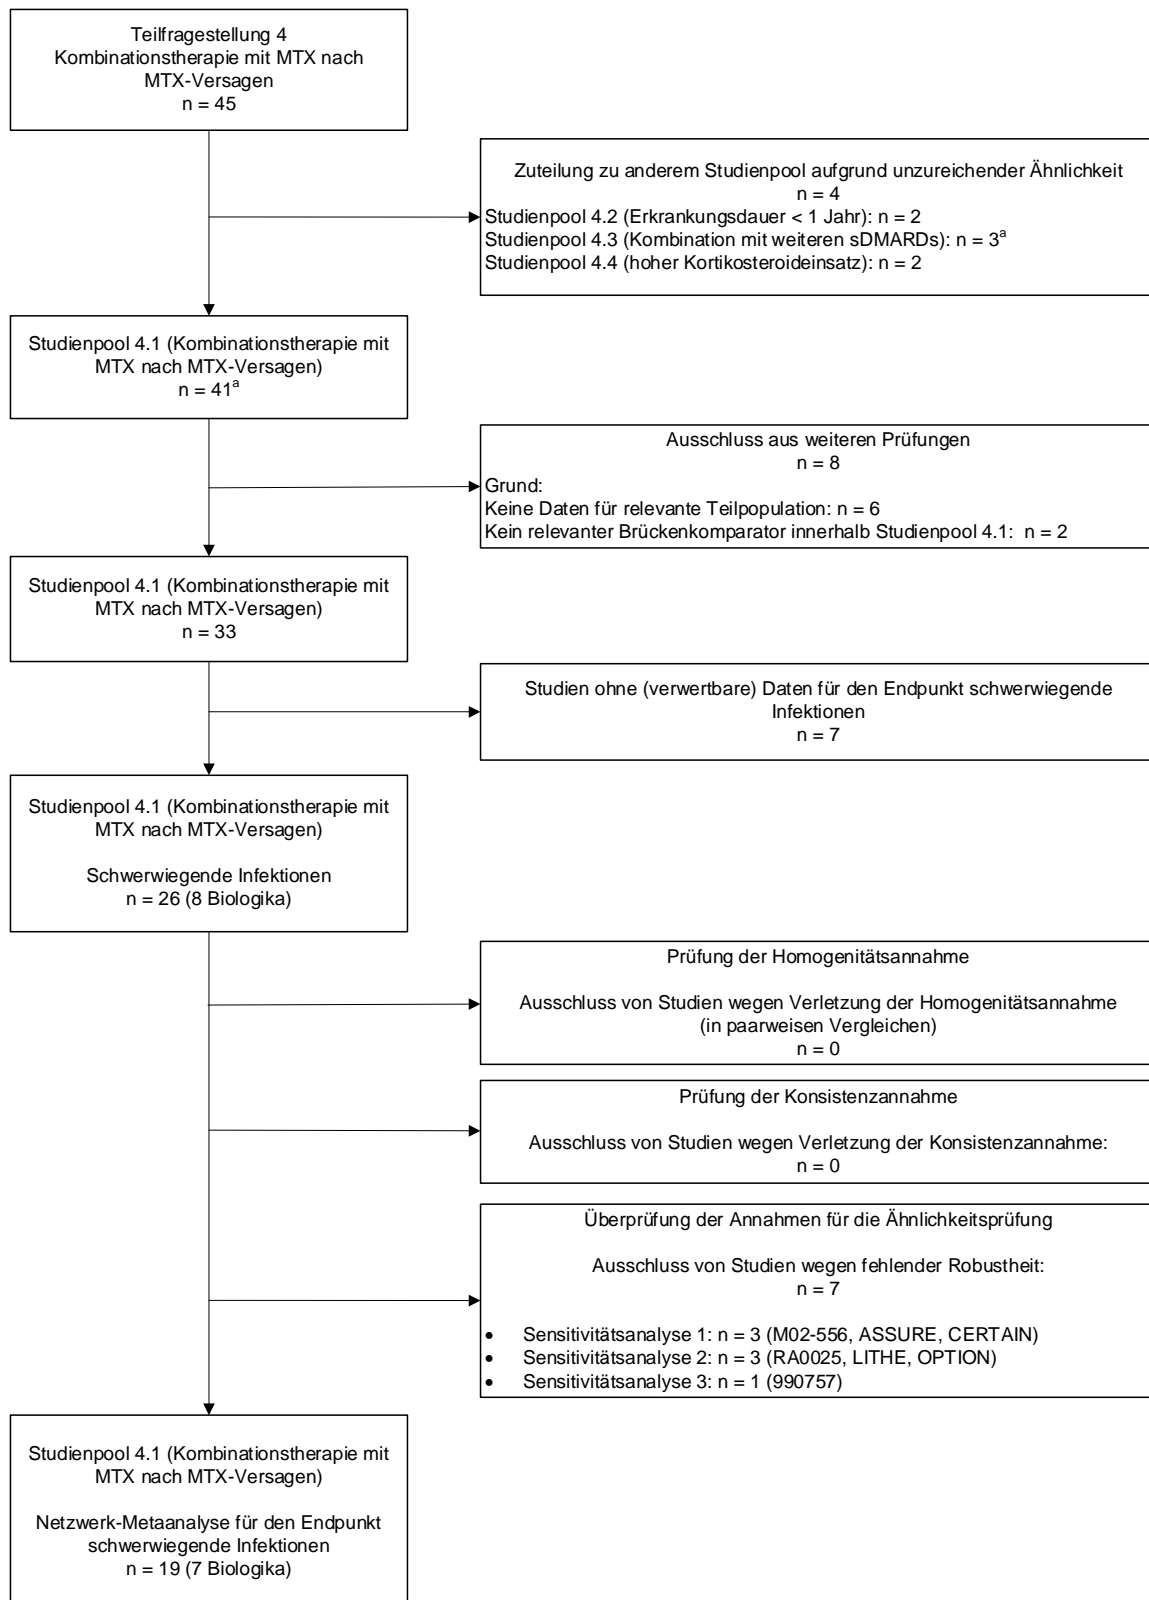 Teilfragestellung 4
Kombinationstherapie mit MTX nach
MTX-Versagen
n = 45
Zuteilung zu anderem Studienpool aufgrund unzureichender Ähnlichkeit
n = 4
Studienpool 4.2 (Erkrankungsdauer < 1 Jahr): n = 2
Studienpool 4.3 (Kombination mit weiteren sDMARDs): n = 3a
Studienpool 4.4 (hoher Kortikosteroideinsatz): n = 2
Studienpool 4.1 (Kombinationstherapie mit
MTX nach MTX-Versagen)
n = 41a
Ausschluss aus weiteren Prüfungen
n = 8
Grund:
Keine Daten für relevante Teilpopulation: n = 6
Kein relevanter Brückenkomparator innerhalb Studienpool 4.1: n = 2
Studienpool 4.1 (Kombinationstherapie mit
MTX nach MTX-Versagen)
n = 33
Studien ohne (verwertbare) Daten für den Endpunkt schwerwiegende
Infektionen
n = 7
Studienpool 4.1 (Kombinationstherapie mit
MTX nach MTX-Versagen)
Schwerwiegende Infektionen
n = 26 (8 Biologika)
Prüfung der Homogenitätsannahme
Ausschluss von Studien wegen Verletzung der Homogenitätsannahme
(in paarweisen Vergleichen)
n = 0
Prüfung der Konsistenzannahme
Ausschluss von Studien wegen Verletzung der Konsistenzannahme:
n = 0
Überprüfung der Annahmen für die Ähnlichkeitsprüfung
Ausschluss von Studien wegen fehlender Robustheit:
n = 7
• Sensitivitätsanalyse 1: n = 3 (M02-556, ASSURE, CERTAIN)
• Sensitivitätsanalyse 2: n = 3 (RA0025, LITHE, OPTION)
• Sensitivitätsanalyse 3: n = 1 (990757)
Studienpool 4.1 (Kombinationstherapie mit
MTX nach MTX-Versagen)
Netzwerk-Metaanalyse für den Endpunkt
schwerwiegende Infektionen
n = 19 (7 Biologika)